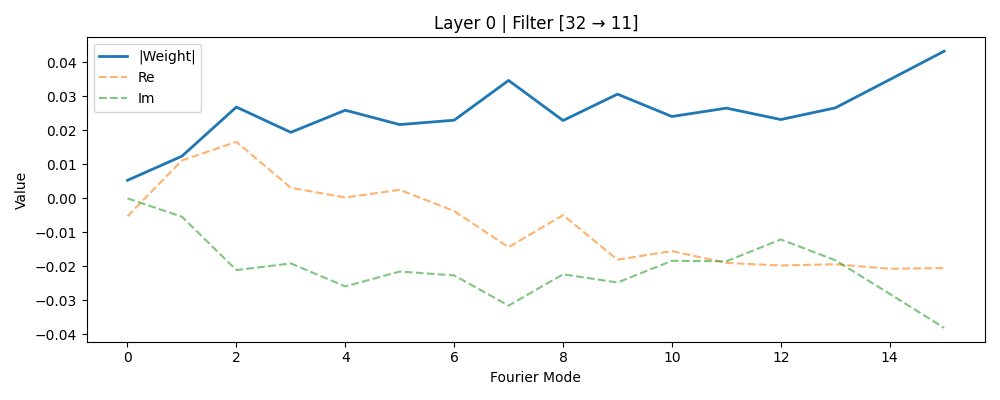 Layer 0 | Filter [32 → 11]
|Weight|
Re
Im
0.04
0.03
0.02
0.01
0.00
−0.01
−0.02
−0.03
−0.04
Value
0 2 4 6 8 10 12 14
Fourier Mode